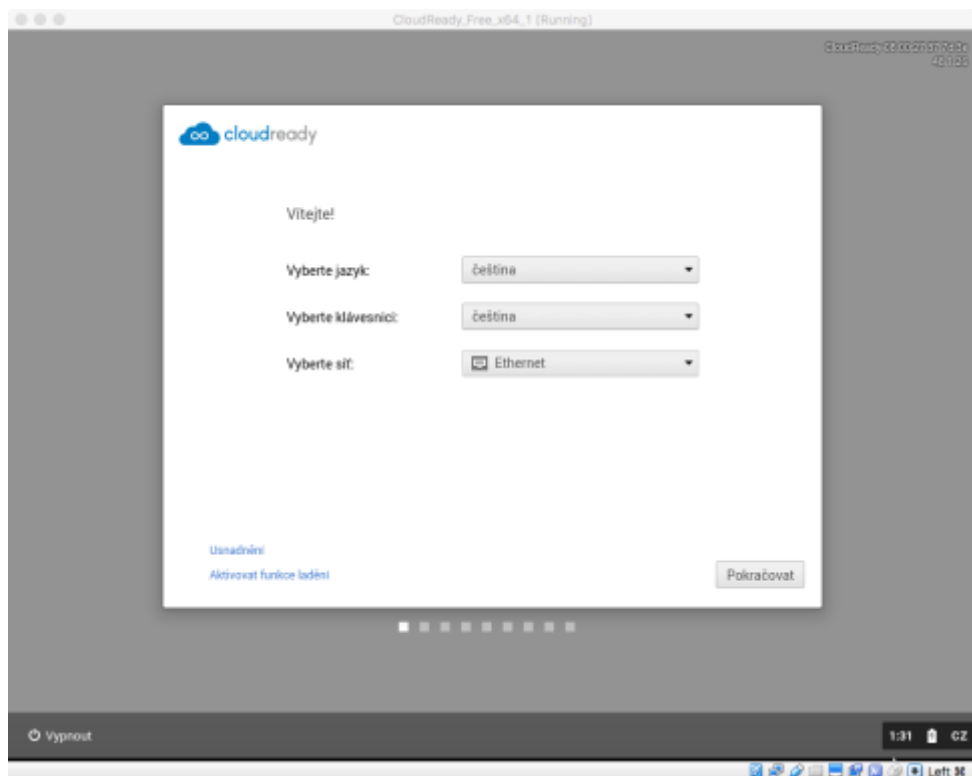 CloudReady_Free_x64_1 [Running]
cloudready
Vítejte!
Vyberte jazyk: čeština
Vyberte klávesnici: čeština
Vyberte síť: Ethernet
Usnadnění
Aktivovat funkce ladění
Pokračovat
Vypnout
1:31 CZ
Left ⌘